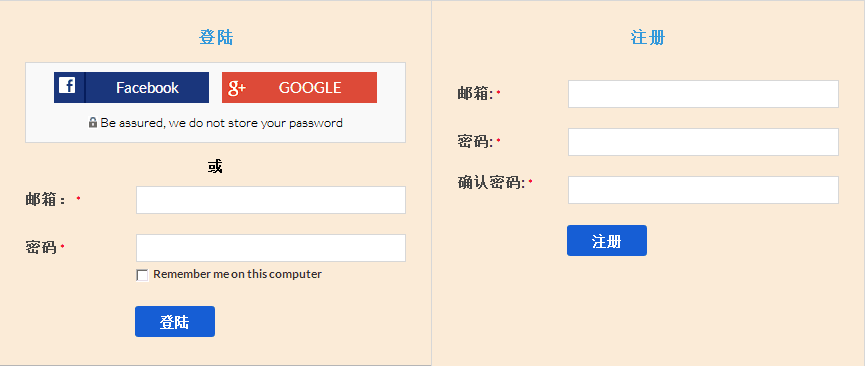 登陆
f Facebook
g+ GOOGLE
Be assured, we do not store your password
或
邮箱： *
密码 *
Remember me on this computer
登陆
注册
邮箱: *
密码: *
确认密码: *
注册